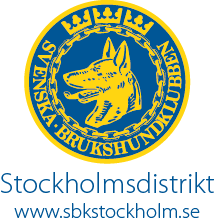 SVENSKA BRUKSHUNDKLUBBEN
Stockholmsdistrikt
www.sbkstockholm.se